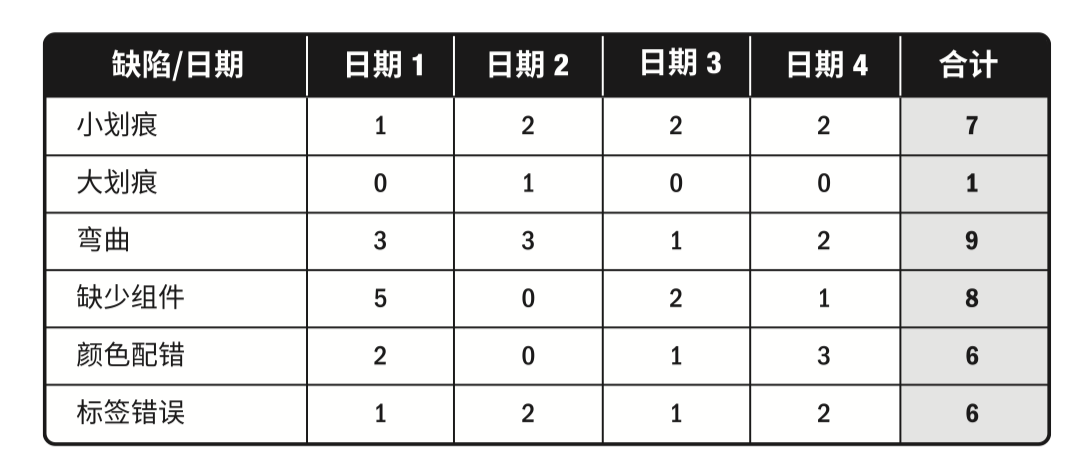 缺陷/日期 日期 1 日期 2 日期 3 日期 4 合计
小划痕 1 2 2 2 7
大划痕 0 1 0 0 1
弯曲 3 3 1 2 9
缺少组件 5 0 2 1 8
颜色配错 2 0 1 3 6
标签错误 1 2 1 2 6